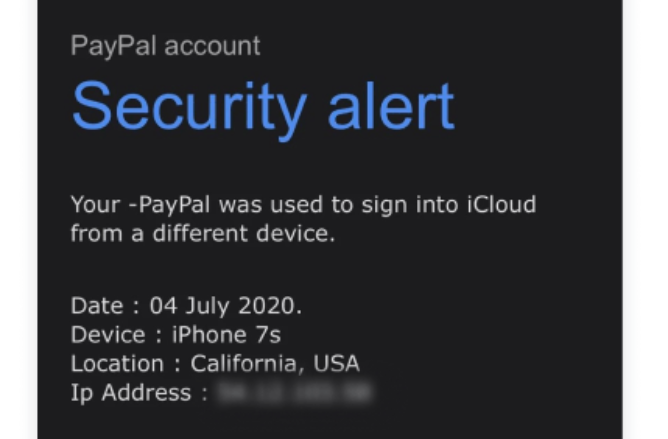 PayPal account
Security alert
Your -PayPal was used to sign into iCloud
from a different device.
Date : 04 July 2020.
Device : iPhone 7s
Location : California, USA
Ip Address :